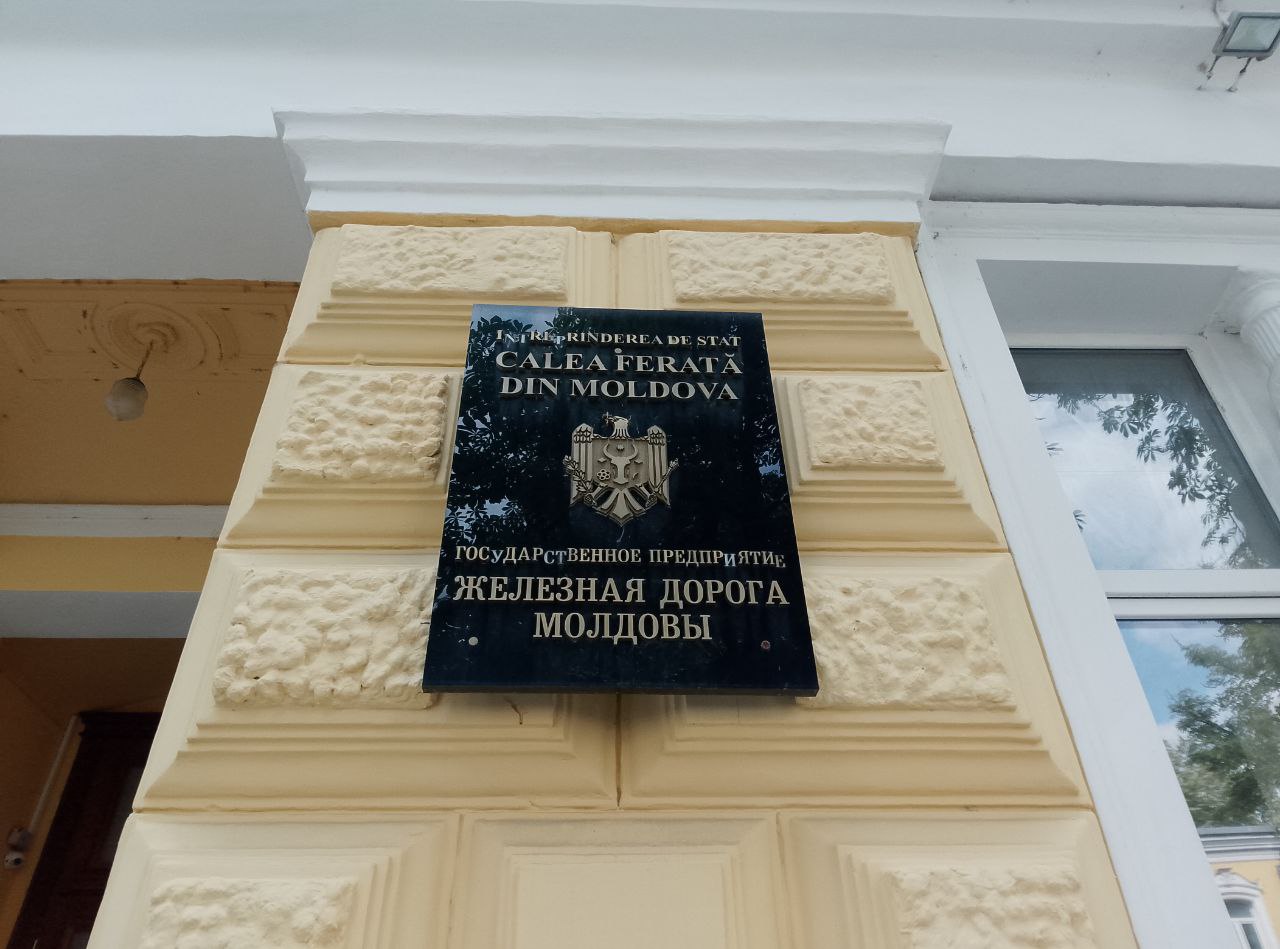 ÎNTREPRINDEREA DE STAT
CALEA FERATĂ
DIN MOLDOVA
ГОСУДАРСТВЕННОЕ ПРЕДПРИЯТИЕ
ЖЕЛЕЗНАЯ ДОРОГА
МОЛДОВЫ